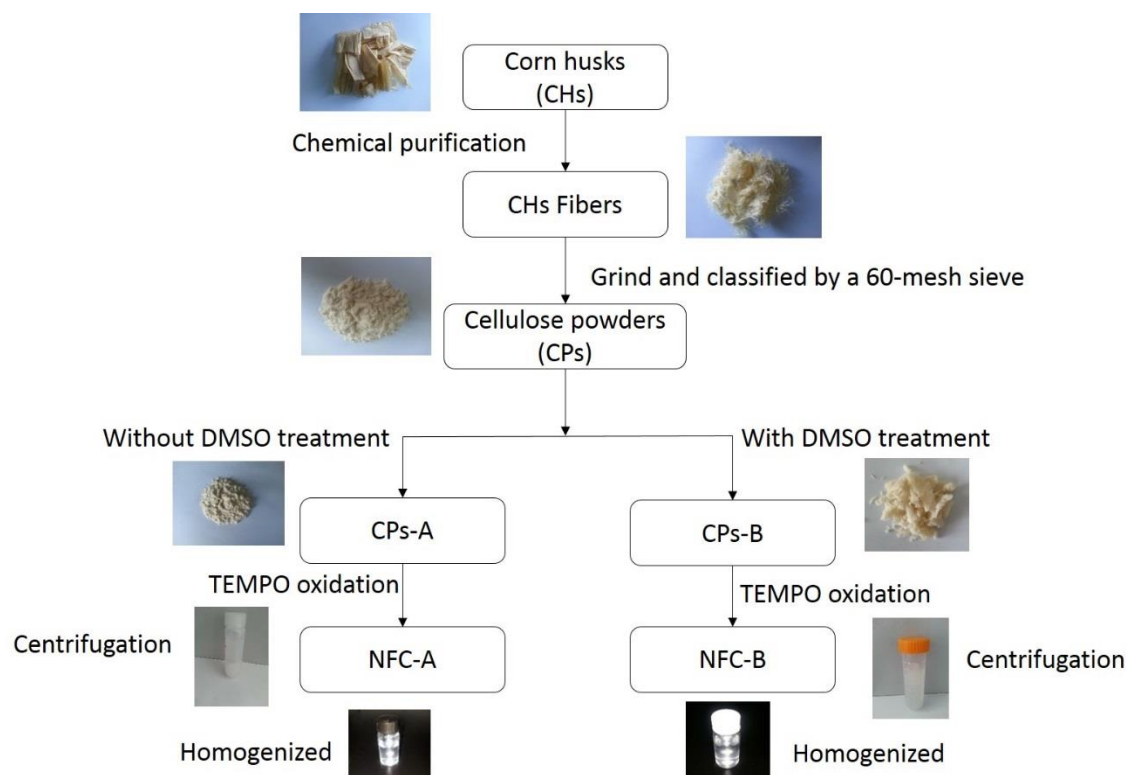 Corn husks
(CHs)
Chemical purification
CHs Fibers
Grind and classified by a 60-mesh sieve
Cellulose powders
(CPs)
Without DMSO treatment
With DMSO treatment
CPs-A
CPs-B
TEMPO oxidation
TEMPO oxidation
Centrifugation
NFC-A
NFC-B
Centrifugation
Homogenized
Homogenized